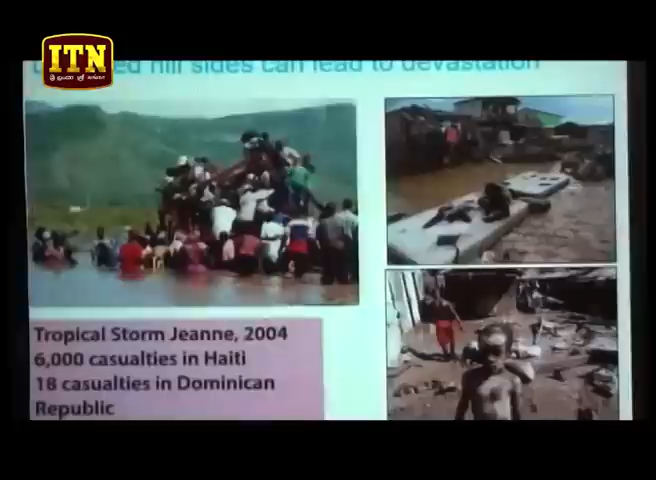 ITN
ශ්‍රී ලංකා ஸ்ரீ லங்கா
hill sides can lead to devastation
Tropical Storm Jeanne, 2004
6,000 casualties in Haiti
18 casualties in Dominican
Republic